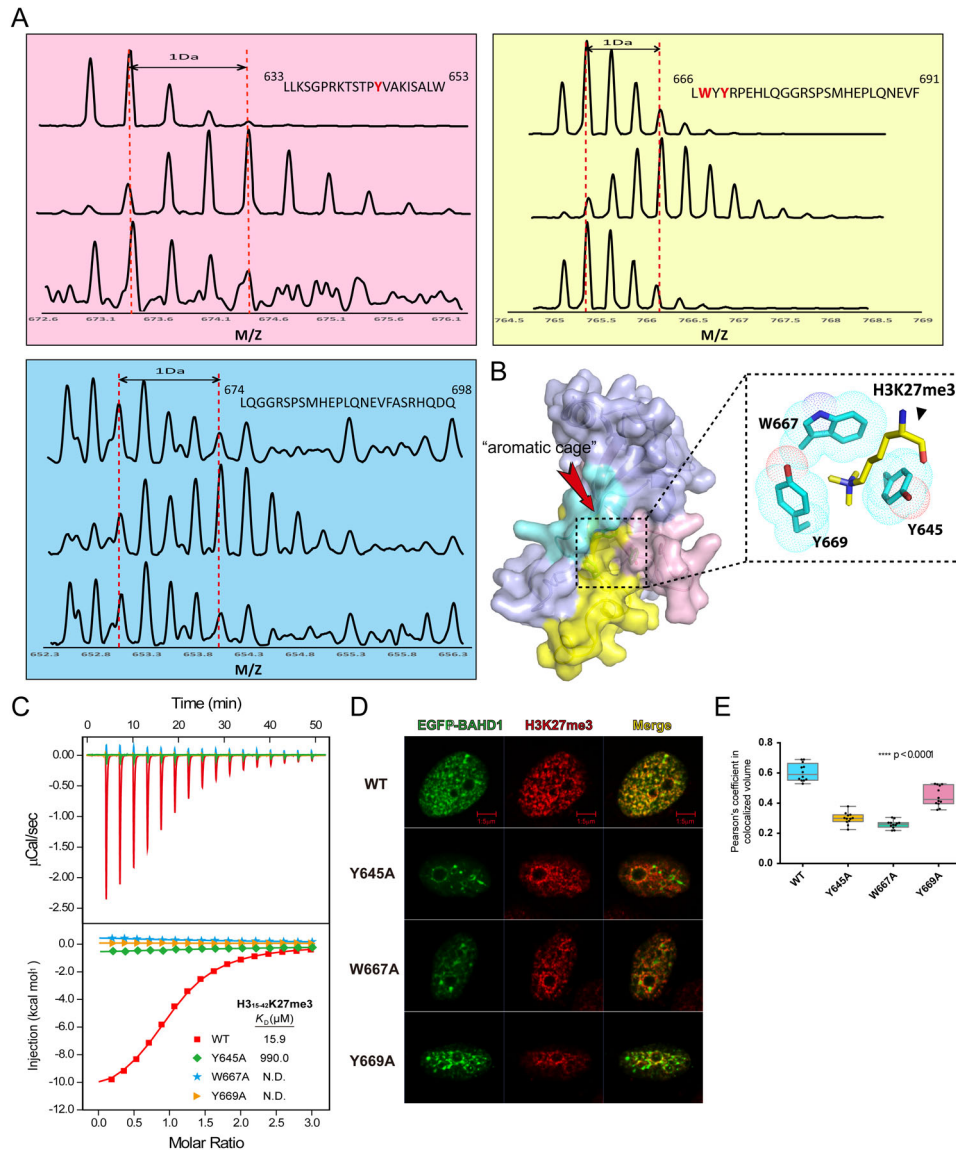 A
1Da
633
LLKSGPRKTSTPYVAKISALW
653
672.6 673.1 673.6 674.1 674.6 675.1 675.6 676.1
M/Z
1Da
666
LWYYRPEHLQGGRSPSMHEPLQNEVF
691
764.5 765 765.5 766 766.5 767 767.5 768 768.5 769
M/Z
1Da
674
LQGGRSPSMHEPLQNEVFASRHQDQ
698
652.3 652.8 653.3 653.8 654.3 654.8 655.3 655.8 656.3
M/Z
B
"aromatic cage"
H3K27me3
W667
Y669
Y645
C
Time (min)
0 10 20 30 40 50
0.00
-0.50
-1.00
-1.50
-2.00
-2.50
μCal/sec
0.0
-2.0
-4.0
-6.0
-8.0
-10.0
-12.0
Injection (kcal mol¹)
H3₁₅₋₄₂K27me3
K_D(μM)
WT 15.9
Y645A 990.0
W667A N.D.
Y669A N.D.
0.0 0.5 1.0 1.5 2.0 2.5 3.0
Molar Ratio
D
EGFP-BAHD1 H3K27me3 Merge
WT
1.5μm 1.5μm
Y645A
W667A
Y669A
E
Pearson's coefficient in
colocalized volume
0.8
0.6
0.4
0.2
0.0
**** p<0.0001
WT Y645A W667A Y669A